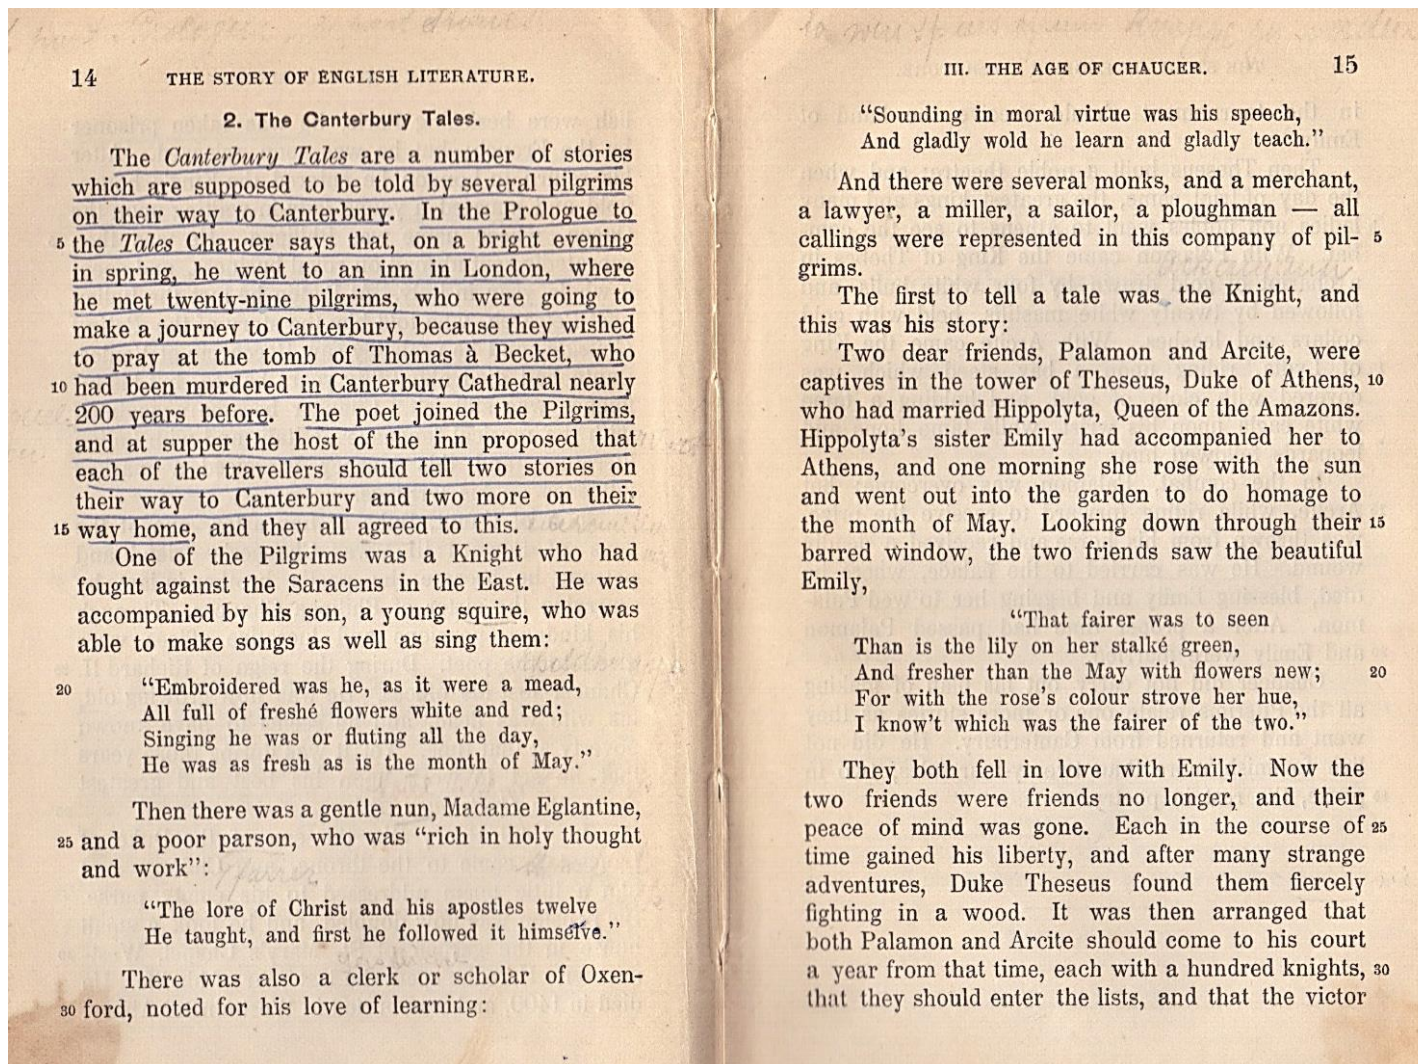 14 THE STORY OF ENGLISH LITERATURE.
2. The Canterbury Tales.
The Canterbury Tales are a number of stories
which are supposed to be told by several pilgrims
on their way to Canterbury. In the Prologue to
5 the Tales Chaucer says that, on a bright evening
in spring, he went to an inn in London, where
he met twenty-nine pilgrims, who were going to
make a journey to Canterbury, because they wished
to pray at the tomb of Thomas à Becket, who
10 had been murdered in Canterbury Cathedral nearly
200 years before. The poet joined the Pilgrims,
and at supper the host of the inn proposed that
each of the travellers should tell two stories on
their way to Canterbury and two more on their
15 way home, and they all agreed to this.
One of the Pilgrims was a Knight who had
fought against the Saracens in the East. He was
accompanied by his son, a young squire, who was
able to make songs as well as sing them:
20 “Embroidered was he, as it were a mead,
All full of freshé flowers white and red;
Singing he was or fluting all the day,
He was as fresh as is the month of May.”
Then there was a gentle nun, Madame Eglantine,
25 and a poor parson, who was “rich in holy thought
and work”:
“The lore of Christ and his apostles twelve
He taught, and first he followed it himselve.”
There was also a clerk or scholar of Oxen-
30 ford, noted for his love of learning:
III. THE AGE OF CHAUCER. 15
“Sounding in moral virtue was his speech,
And gladly wold he learn and gladly teach.”
And there were several monks, and a merchant,
a lawyer, a miller, a sailor, a ploughman — all
callings were represented in this company of pil- 5
grims.
The first to tell a tale was the Knight, and
this was his story:
Two dear friends, Palamon and Arcite, were
captives in the tower of Theseus, Duke of Athens, 10
who had married Hippolyta, Queen of the Amazons.
Hippolyta’s sister Emily had accompanied her to
Athens, and one morning she rose with the sun
and went out into the garden to do homage to
the month of May. Looking down through their 15
barred window, the two friends saw the beautiful
Emily,
“That fairer was to seen
Than is the lily on her stalké green,
And fresher than the May with flowers new; 20
For with the rose’s colour strove her hue,
I know’t which was the fairer of the two.”
They both fell in love with Emily. Now the
two friends were friends no longer, and their
peace of mind was gone. Each in the course of 25
time gained his liberty, and after many strange
adventures, Duke Theseus found them fiercely
fighting in a wood. It was then arranged that
both Palamon and Arcite should come to his court
a year from that time, each with a hundred knights, 30
that they should enter the lists, and that the victor